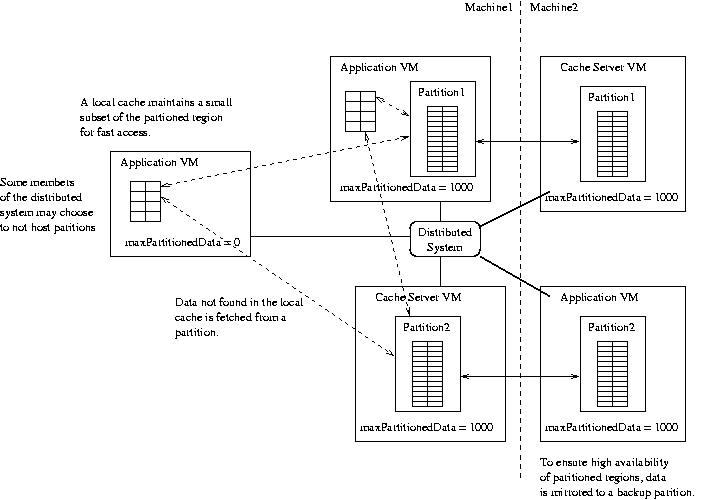 Machine1
Machine2
Application VM
Partition1
maxPartitionedData = 1000
Cache Server VM
Partition1
maxPartitionedData = 1000
A local cache maintains a small
subset of the partioned region
for fast access.
Application VM
maxPartitionedData = 0
Some members
of the distributed
system may choose
to not host paritions
Distributed
System
Data not found in the local
cache is fetched from a
partition.
Cache Server VM
Partition2
maxPartitionedData = 1000
Application VM
Partition2
maxPartitionedData = 1000
To ensure high availability
of partitioned regions, data
is mirroted to a backup parition.